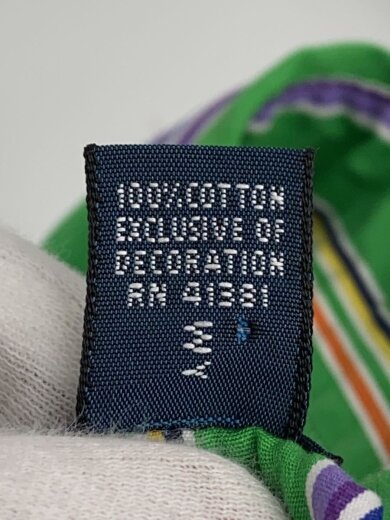 100% COTTON
EXCLUSIVE OF
DECORATION
RN 41381